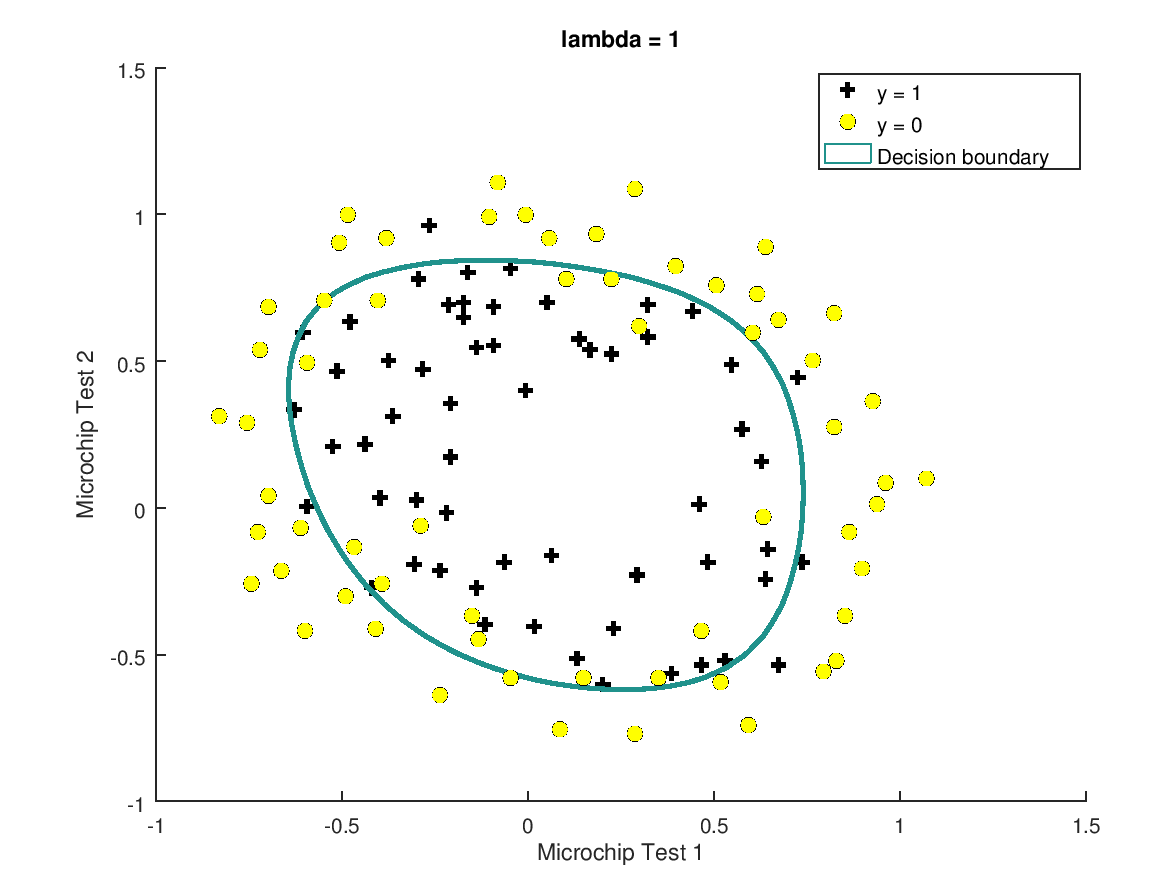 lambda = 1
y = 1
y = 0
Decision boundary
1.5
1
0.5
0
-0.5
-1
Microchip Test 2
-1
-0.5
0
0.5
1
1.5
Microchip Test 1